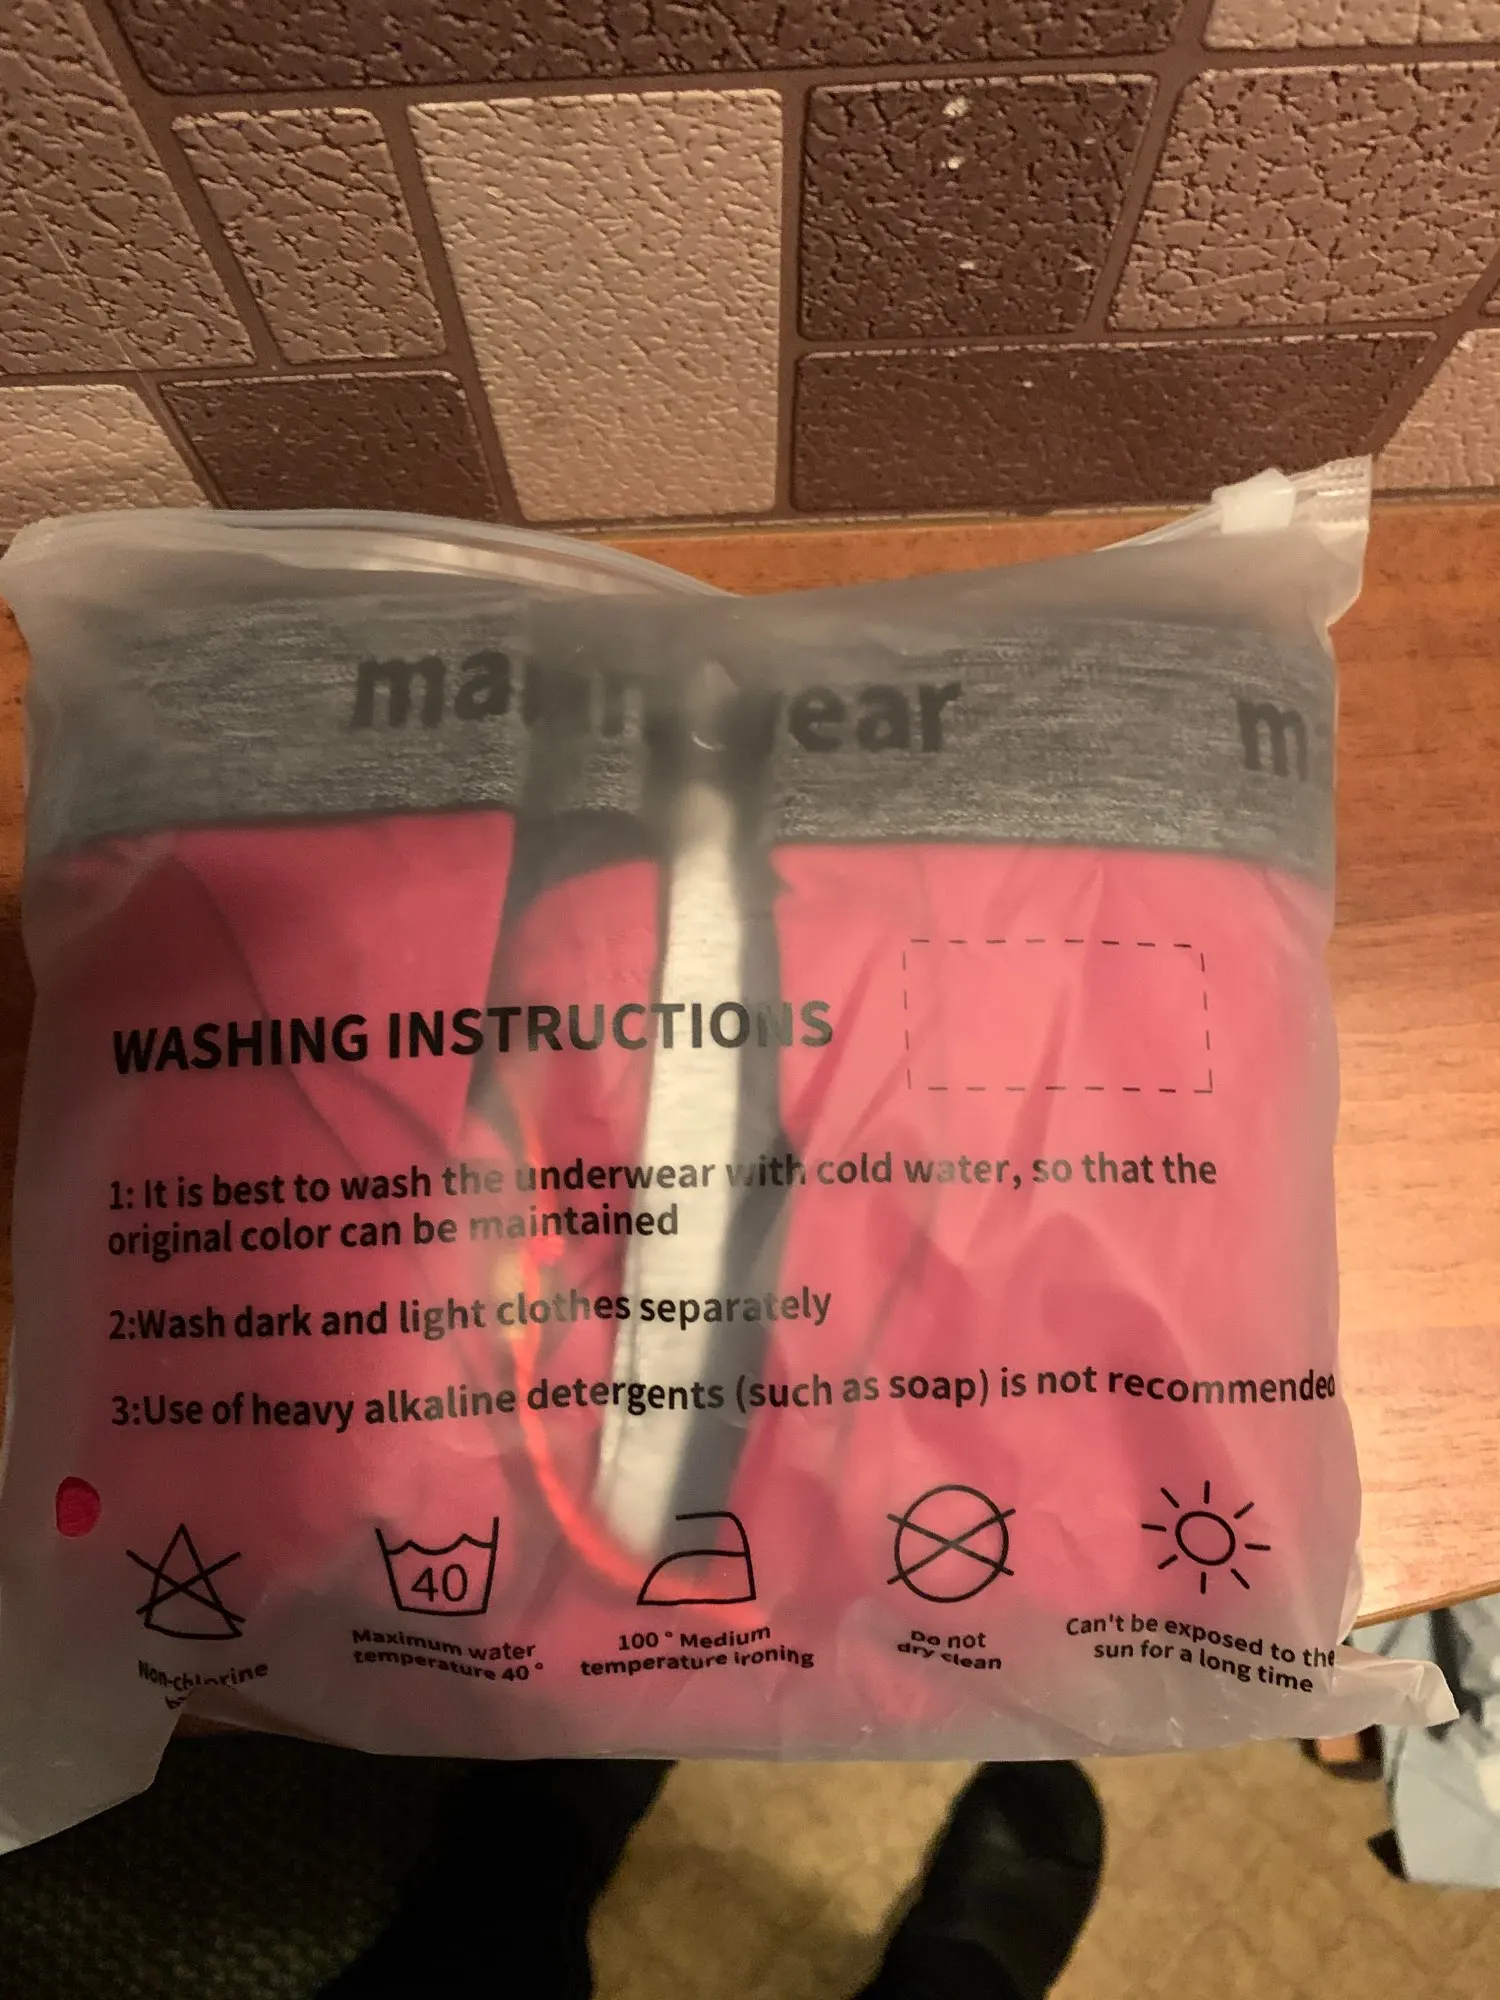 WASHING INSTRUCTIONS
1: It is best to wash the underwear with cold water, so that the
original color can be maintained
2:Wash dark and light clothes separately
3:Use of heavy alkaline detergents (such as soap) is not recommended
40
Non-chlorine
Maximum water
temperature 40°
100° Medium
temperature ironing
Do not
dry clean
Can't be exposed to the
sun for a long time